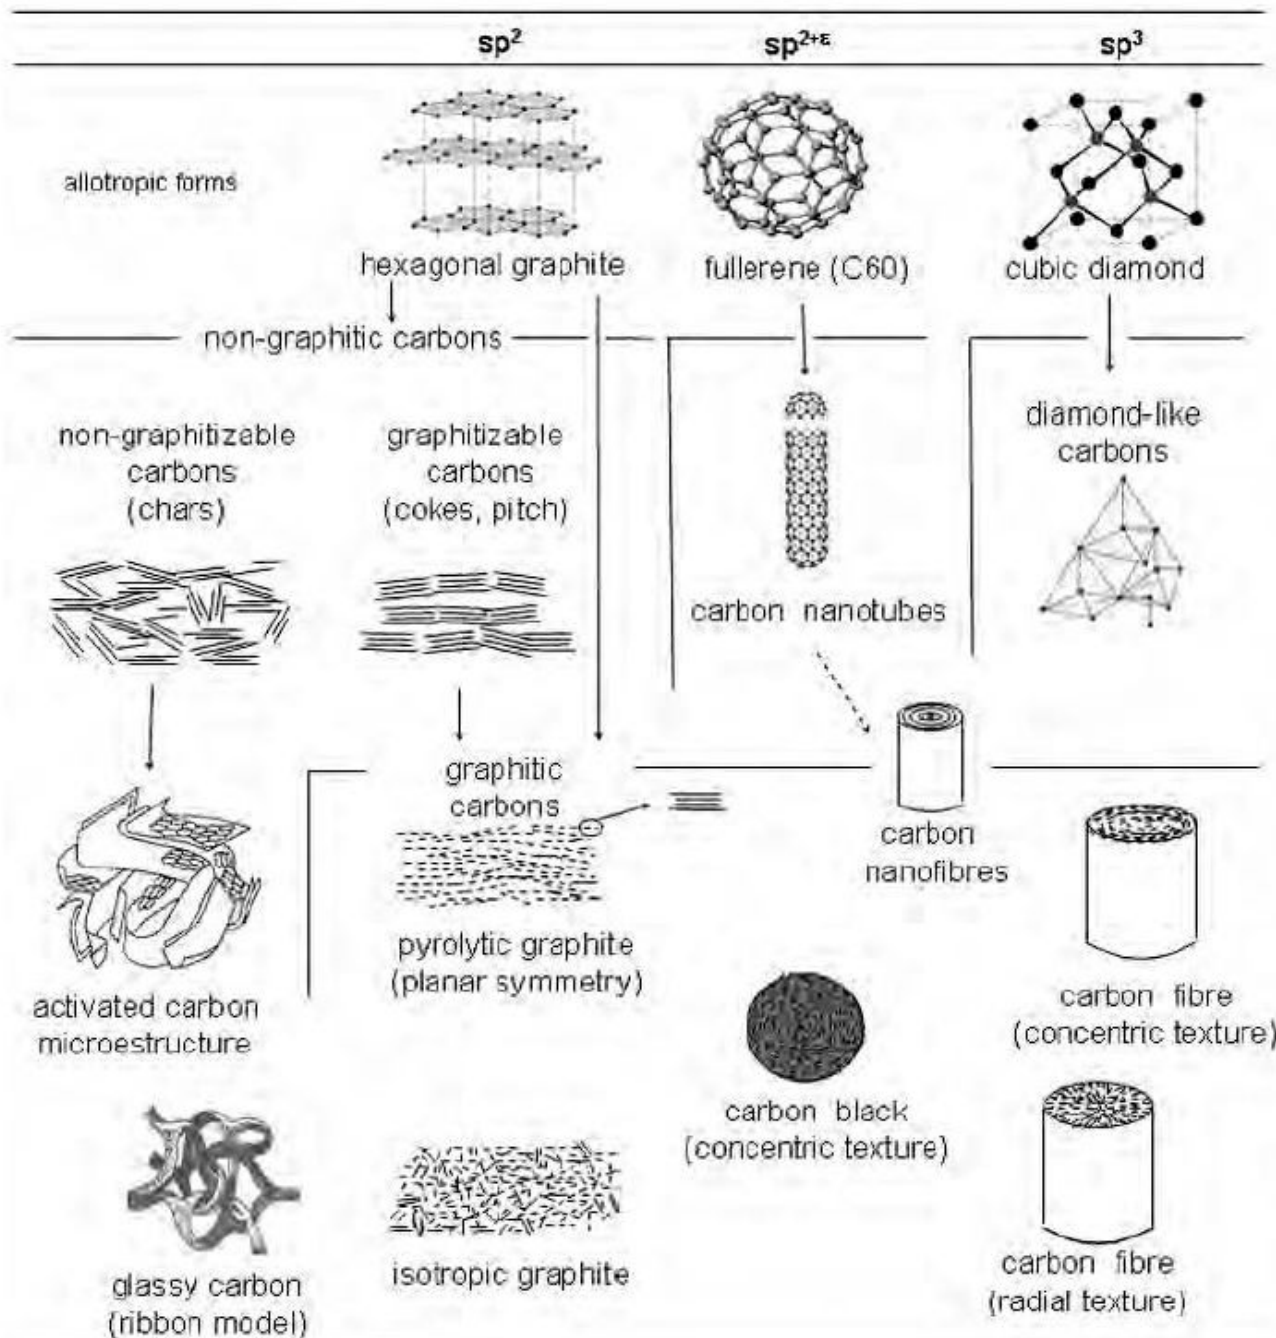 sp²
sp²⁺ᵋ
sp³
allotropic forms
hexagonal graphite
fullerene (C60)
cubic diamond
non-graphitic carbons
non-graphitizable
carbons
(chars)
graphitizable
carbons
(cokes, pitch)
carbon nanotubes
diamond-like
carbons
graphitic
carbons
carbon
nanofibres
pyrolytic graphite
(planar symmetry)
activated carbon
microestructure
carbon fibre
(concentric texture)
carbon black
(concentric texture)
glassy carbon
(ribbon model)
isotropic graphite
carbon fibre
(radial texture)